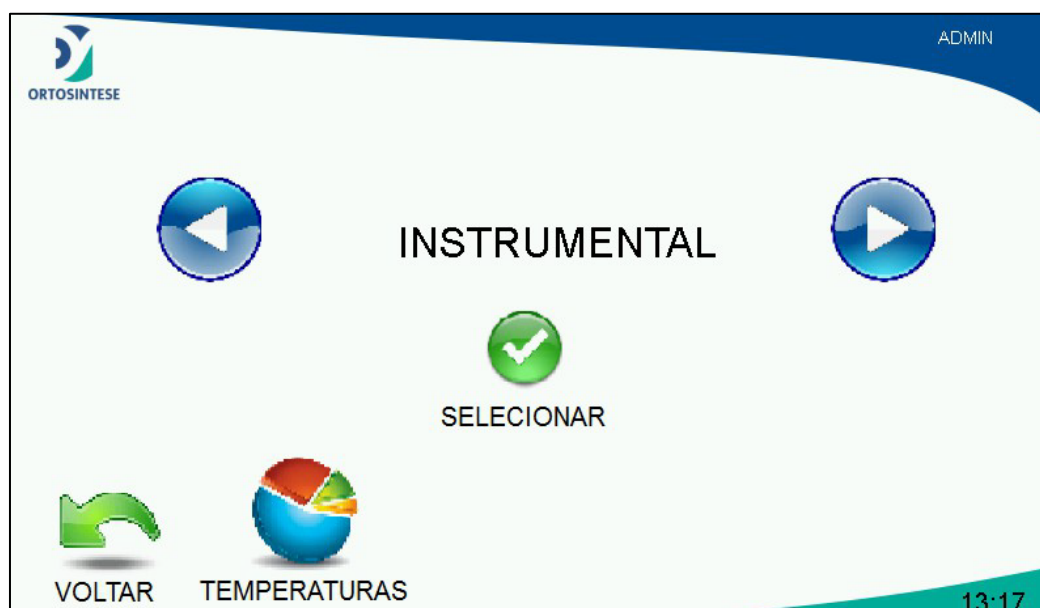 ADMIN
ORTOSINTESE
INSTRUMENTAL
SELECIONAR
VOLTAR
TEMPERATURAS
13:17